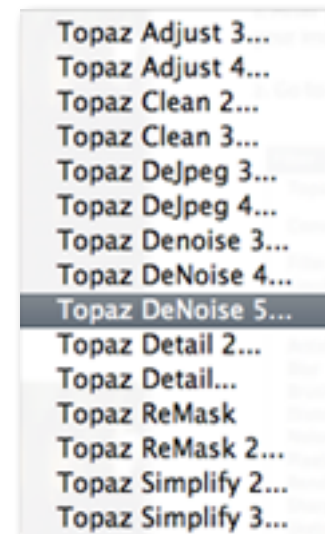 Topaz Adjust 3...
Topaz Adjust 4...
Topaz Clean 2...
Topaz Clean 3...
Topaz DeJpeg 3...
Topaz DeJpeg 4...
Topaz Denoise 3...
Topaz DeNoise 4...
Topaz DeNoise 5...
Topaz Detail 2...
Topaz Detail...
Topaz ReMask
Topaz ReMask 2...
Topaz Simplify 2...
Topaz Simplify 3...